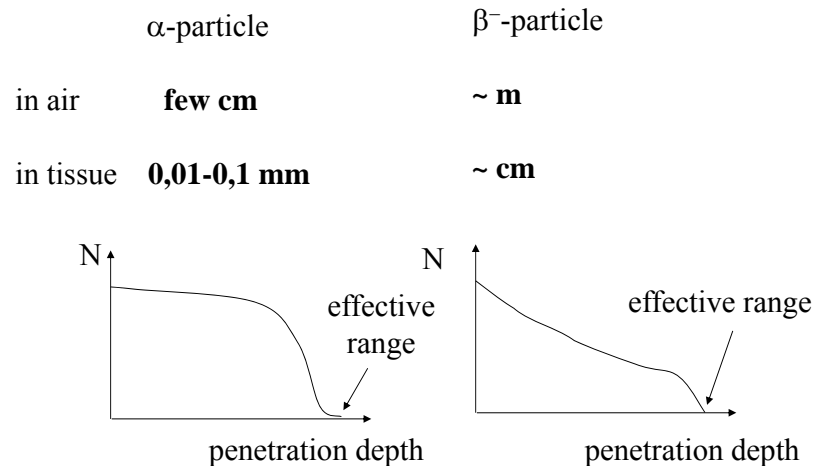 α-particle β⁻-particle
in air few cm ~ m
in tissue 0,01-0,1 mm ~ cm
N
effective
range
penetration depth
N
effective range
penetration depth